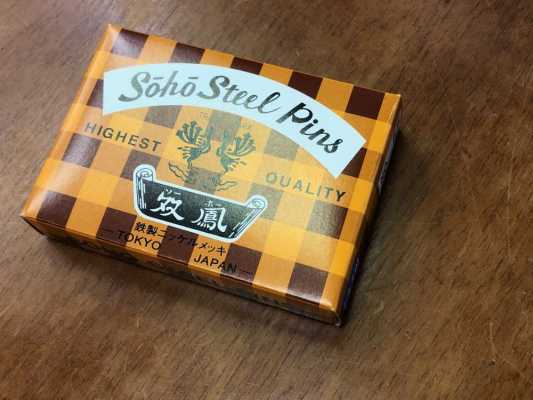 Sōhō Steel Pins
HIGHEST QUALITY
ソー ホー
双鳳
鉄製ニッケルメッキ
— TOKYO JAPAN —